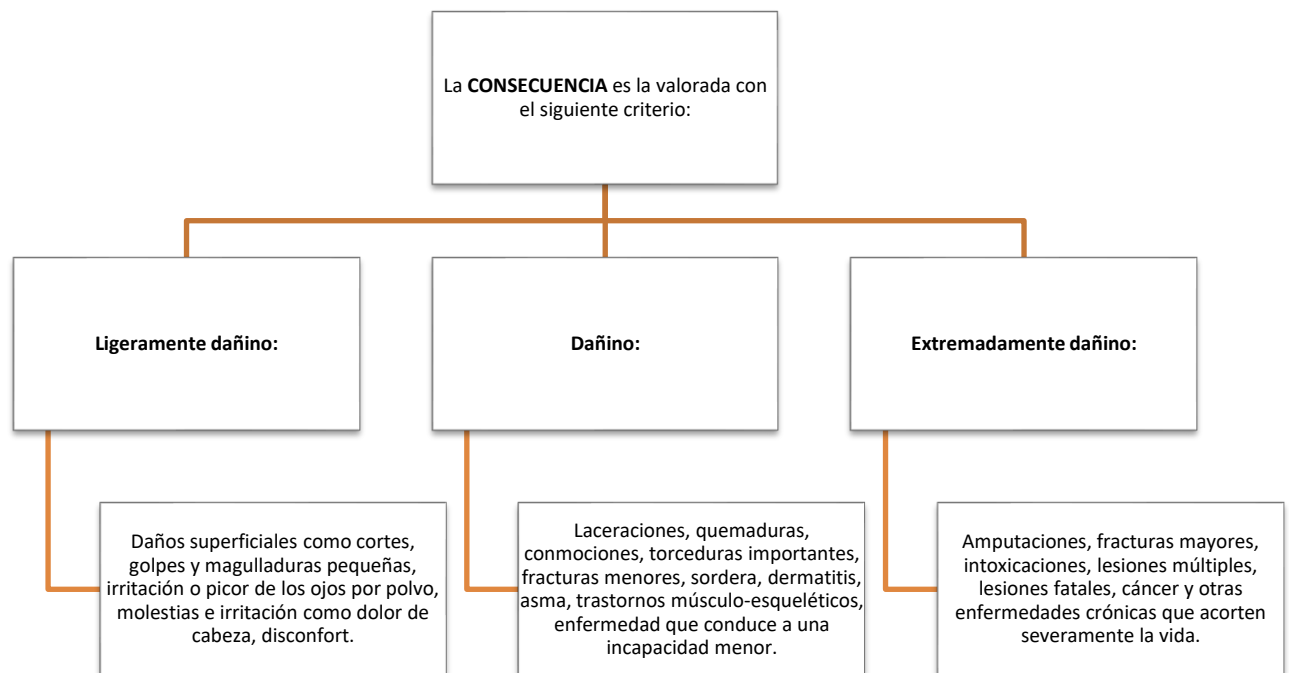 La CONSECUENCIA es la valorada con
el siguiente criterio:
Ligeramente dañino:
Dañino:
Extremadamente dañino:
Daños superficiales como cortes,
golpes y magulladuras pequeñas,
irritación o picor de los ojos por polvo,
molestias e irritación como dolor de
cabeza, disconfort.
Laceraciones, quemaduras,
conmociones, torceduras importantes,
fracturas menores, sordera, dermatitis,
asma, trastornos músculo-esqueléticos,
enfermedad que conduce a una
incapacidad menor.
Amputaciones, fracturas mayores,
intoxicaciones, lesiones múltiples,
lesiones fatales, cáncer y otras
enfermedades crónicas que acorten
severamente la vida.